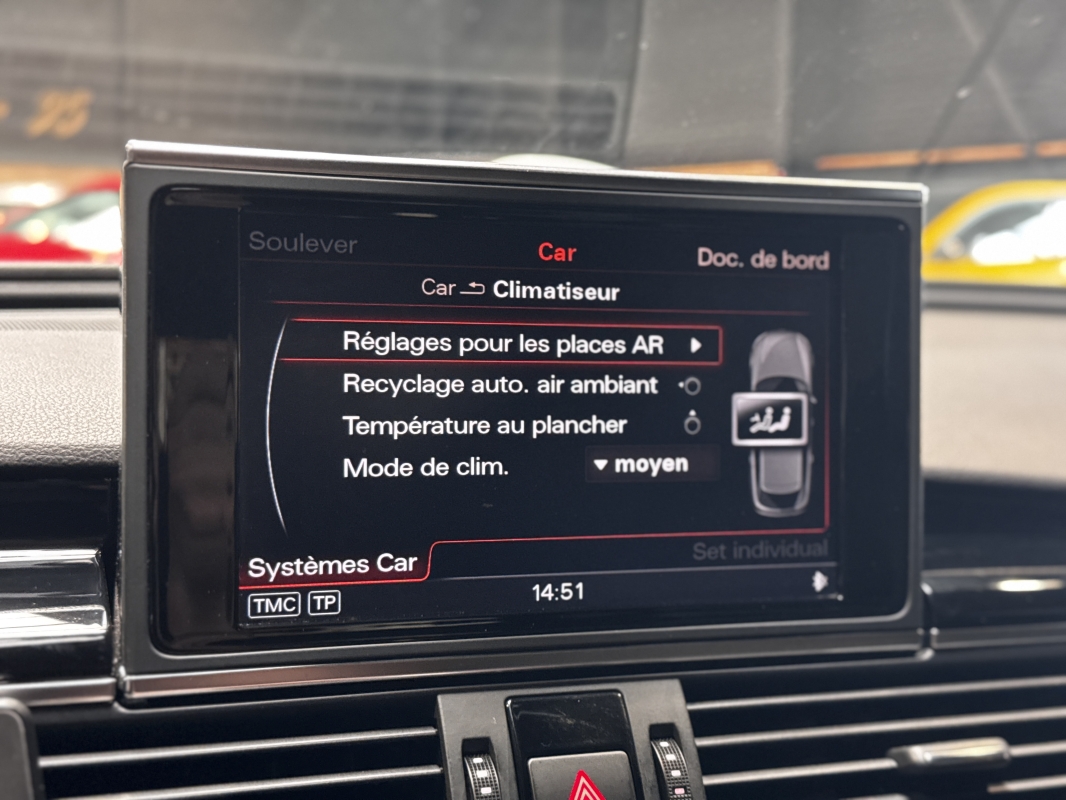 Soulever
Car
Doc. de bord
Car Climatiseur
Réglages pour les places AR
Recyclage auto. air ambiant
Température au plancher
Mode de clim. moyen
Set individual
Systèmes Car
TMC TP
14:51